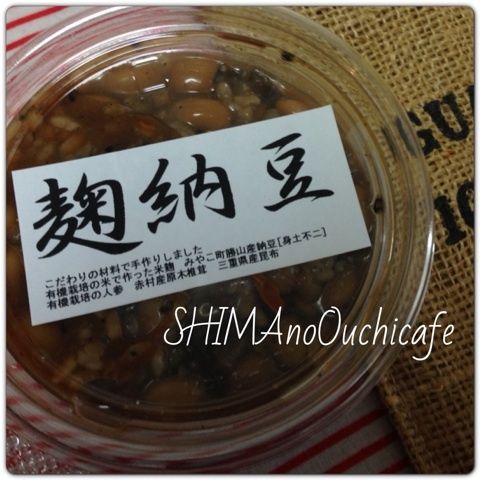 麹納豆
こだわりの材料で手作りしました
有機栽培の米で作った米麹　みやこ町勝山産納豆［身土不二］
有機栽培の人参　赤村産原木椎茸　三重県産昆布
SHIMAnoOuchicafe